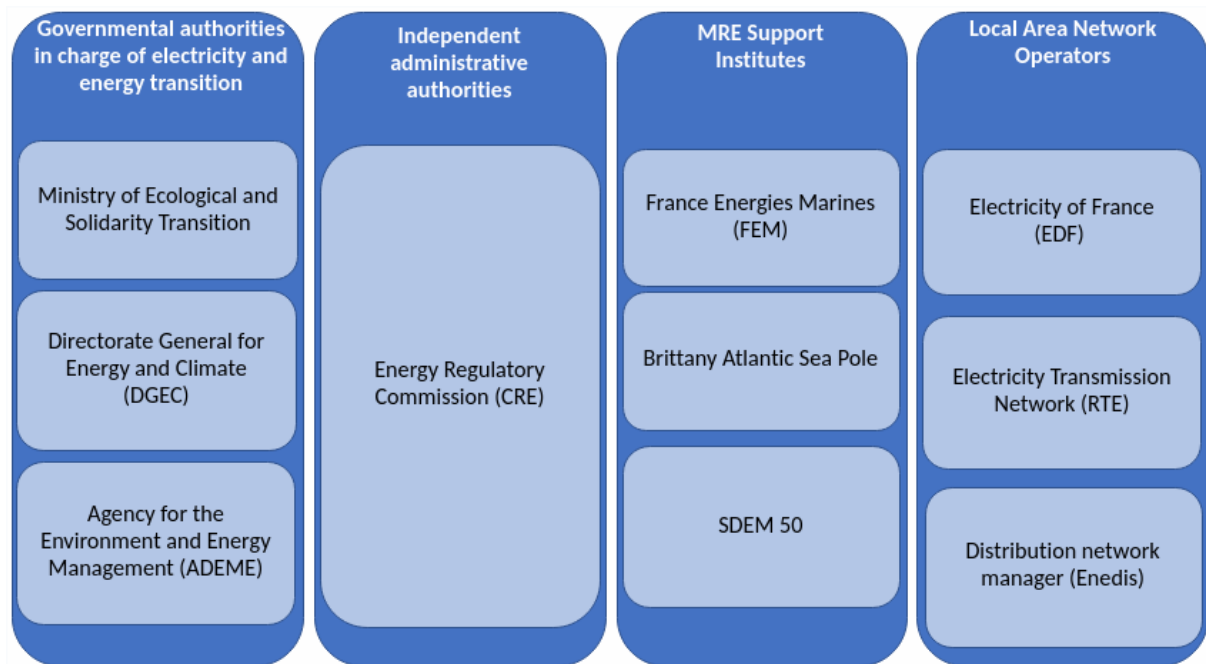 Governmental authorities
in charge of electricity and
energy transition
Ministry of Ecological and
Solidarity Transition
Directorate General for
Energy and Climate
(DGEC)
Agency for the
Environment and Energy
Management (ADEME)
Independent
administrative
authorities
Energy Regulatory
Commission (CRE)
MRE Support
Institutes
France Energies Marines
(FEM)
Brittany Atlantic Sea Pole
SDEM 50
Local Area Network
Operators
Electricity of France
(EDF)
Electricity Transmission
Network (RTE)
Distribution network
manager (Enedis)